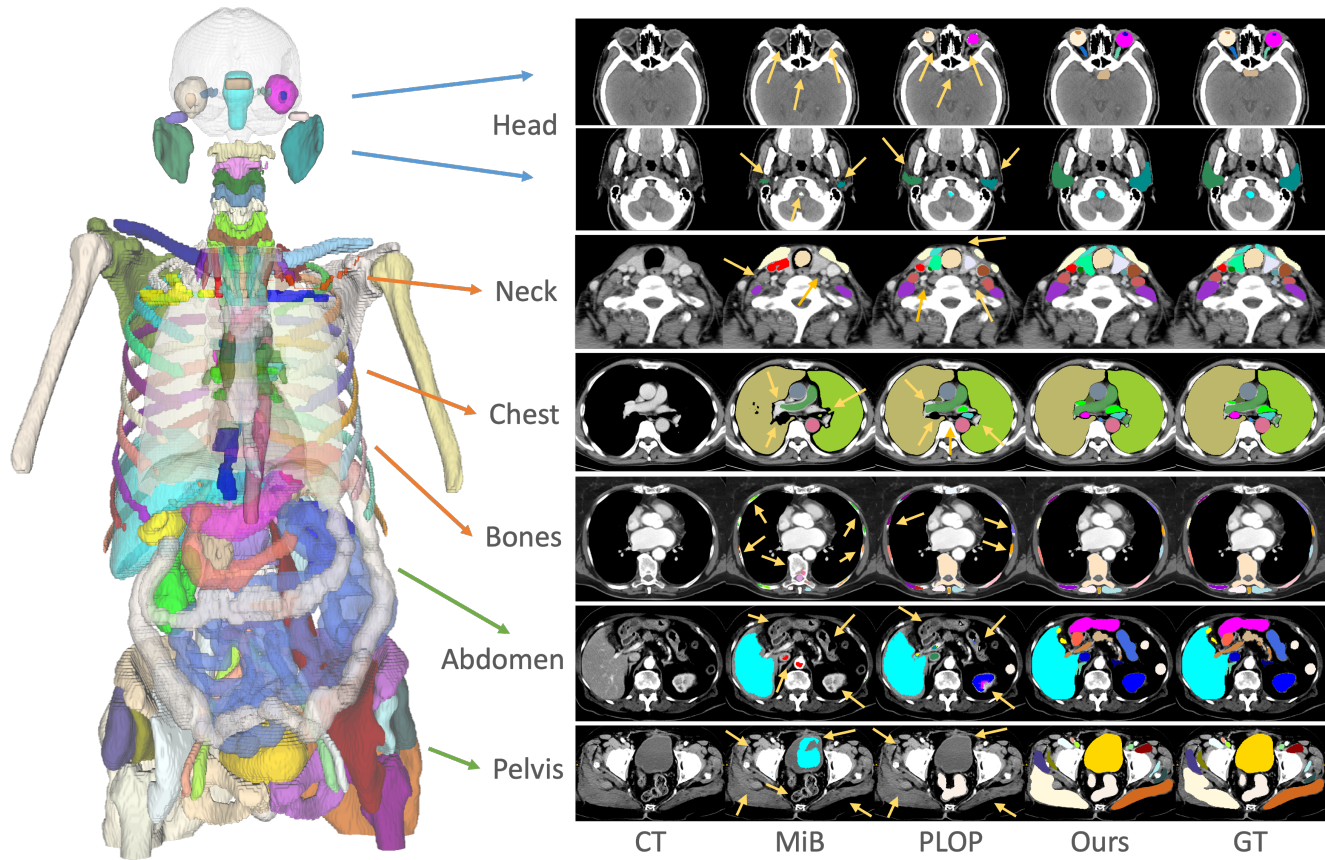 Head
Neck
Chest
Bones
Abdomen
Pelvis
CT MiB PLOP Ours GT